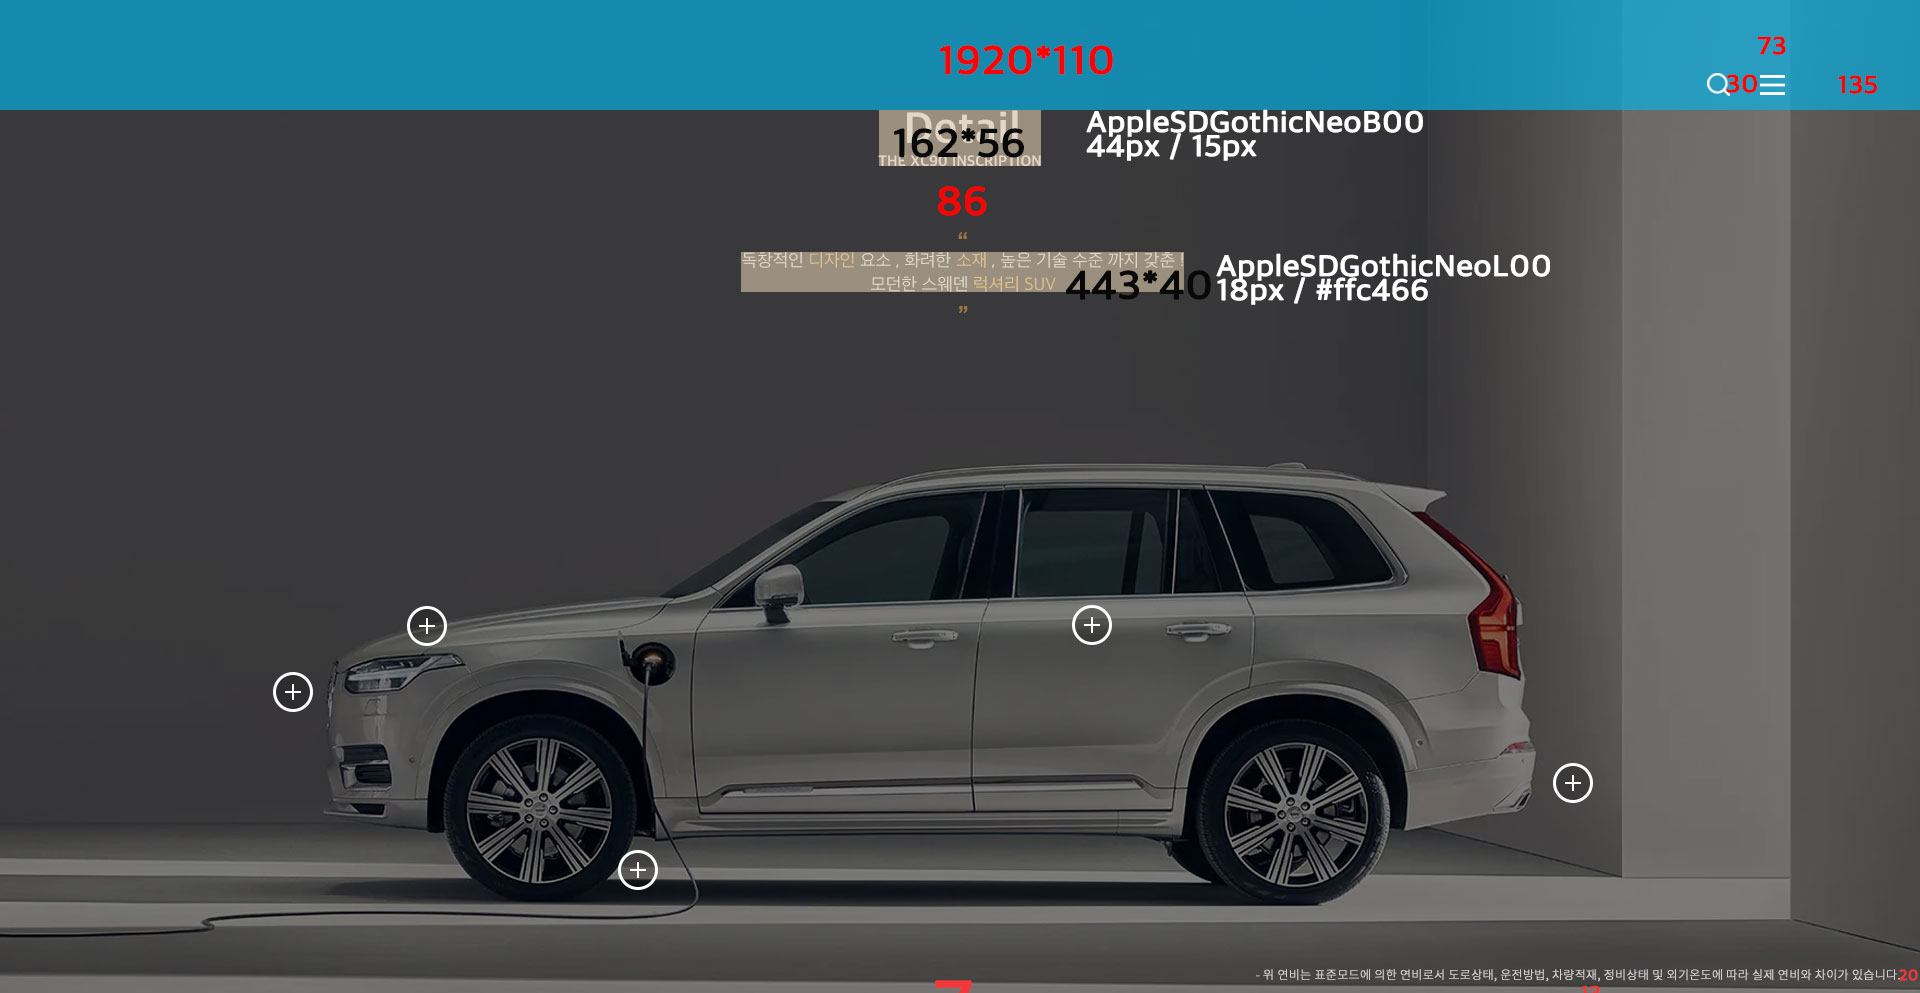 1920*110
73
30
135
Detail
162*56
THE XC90 INSCRIPTION
AppleSDGothicNeoB00
44px / 15px
86
“
독창적인 디자인 요소 , 화려한 소재 , 높은 기술 수준 까지 갖춘 !
모던한 스웨덴 럭셔리 SUV
443*40
”
AppleSDGothicNeoL00
18px / #ffc466
- 위 연비는 표준모드에 의한 연비로서 도로상태, 운전방법, 차량적재, 정비상태 및 외기온도에 따라 실제 연비와 차이가 있습니다.
20